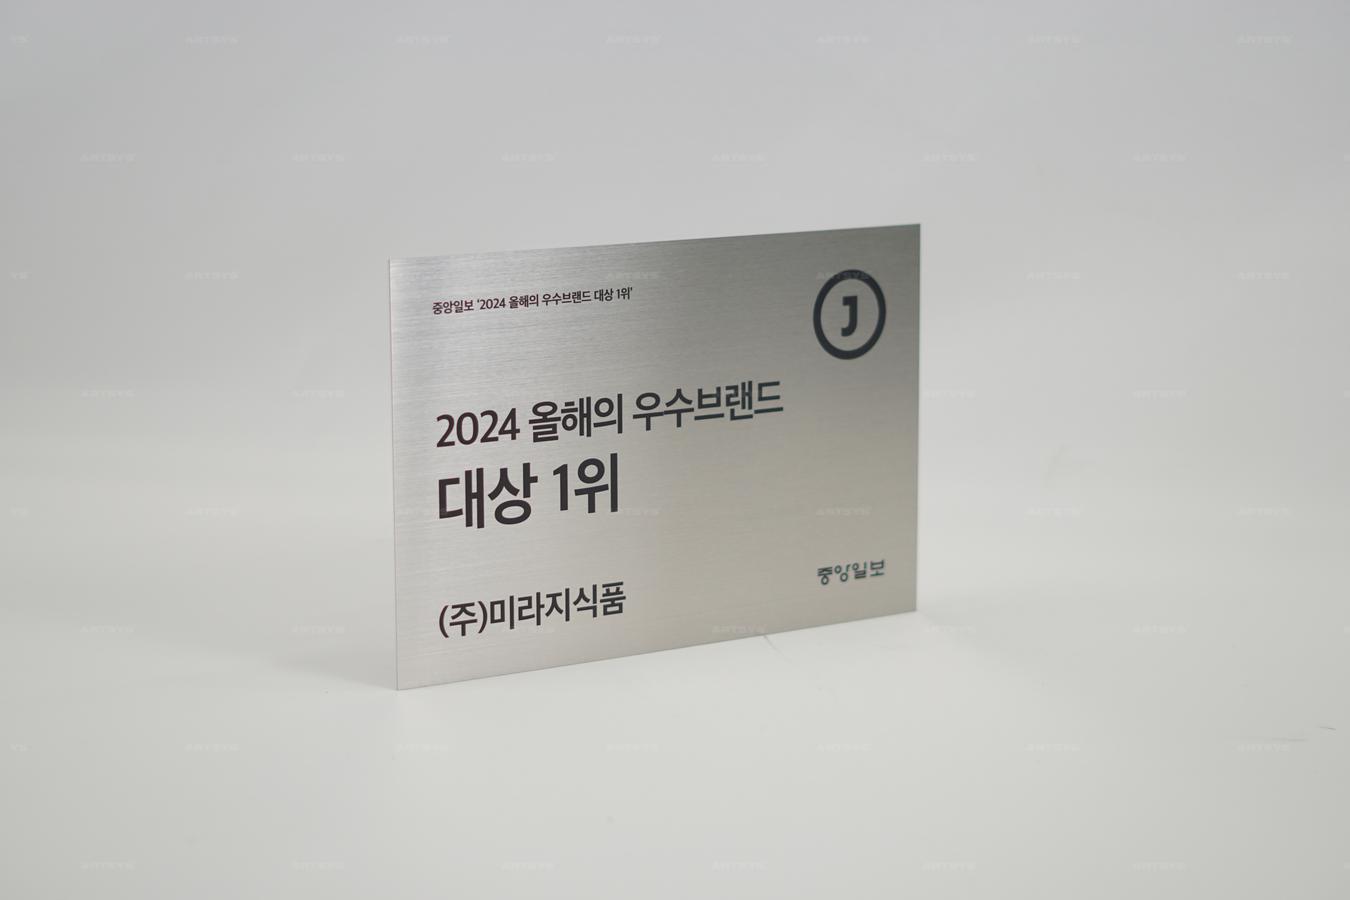 중앙일보 '2024 올해의 우수브랜드 대상 1위'
J
2024 올해의 우수브랜드
대상 1위
(주)미라지식품
중앙일보
ARTSYS